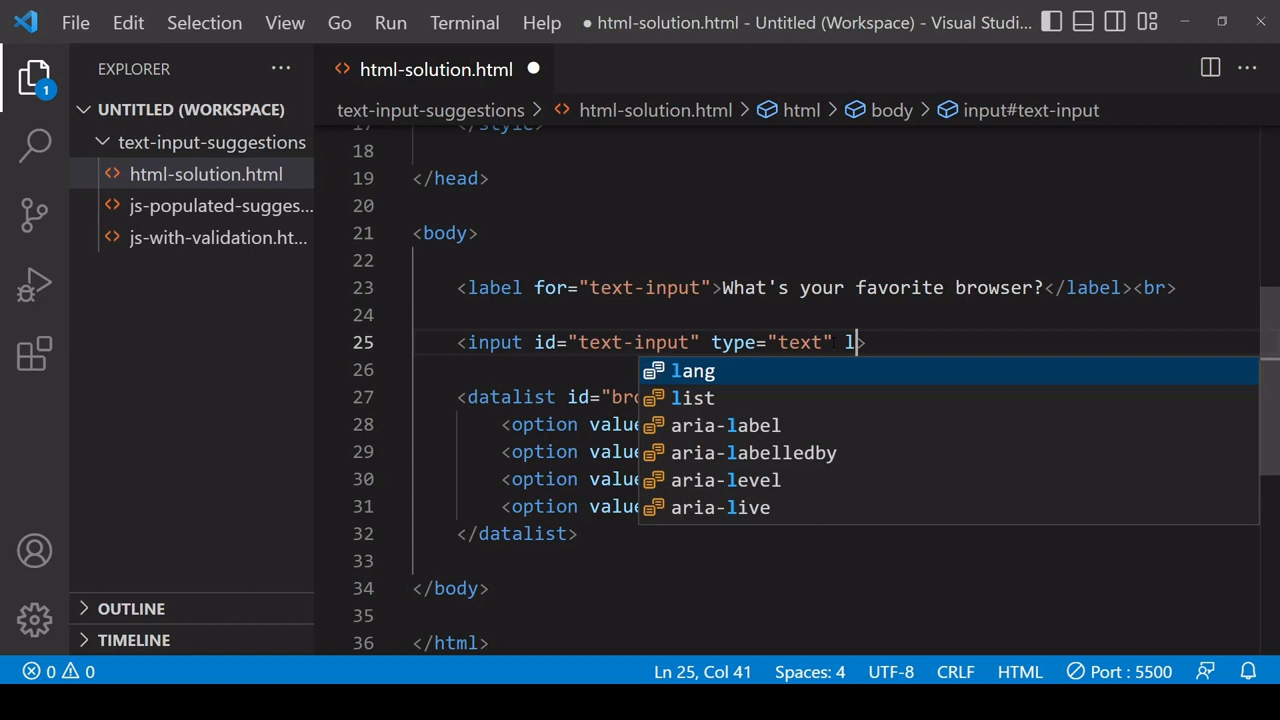 File Edit Selection View Go Run Terminal Help ● html-solution.html - Untitled (Workspace) - Visual Studi...
EXPLORER ···
1
UNTITLED (WORKSPACE)
text-input-suggestions
html-solution.html
js-populated-sugges...
js-with-validation.ht...
OUTLINE
TIMELINE
html-solution.html ●
text-input-suggestions > html-solution.html > html > body > input#text-input
17 </style>
18
19 </head>
20
21 <body>
22
23 <label for="text-input">What's your favorite browser?</label><br>
24
25 <input id="text-input" type="text" l>
26
27 <datalist id="bro
28 <option value
29 <option value
30 <option value
31 <option value
32 </datalist>
33
34 </body>
35
36 </html>
lang
list
aria-label
aria-labelledby
aria-level
aria-live
0 0 Ln 25, Col 41 Spaces: 4 UTF-8 CRLF HTML Port : 5500